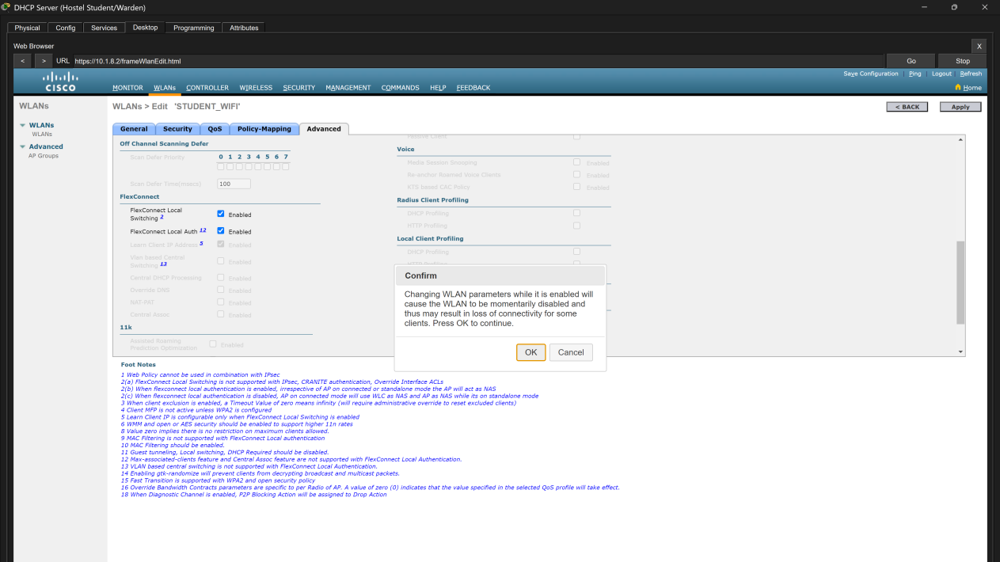 DHCP Server (Hostel Student/Warden)
Physical Config Services Desktop Programming Attributes
Web Browser X
< > URL https://10.1.8.2/frameWlanEdit.html Go Stop
Save Configuration Ping Logout Refresh
CISCO
MONITOR WLANs CONTROLLER WIRELESS SECURITY MANAGEMENT COMMANDS HELP FEEDBACK
Home
WLANs
WLANs
WLANs
Advanced
AP Groups
WLANs > Edit 'STUDENT_WIFI'
< BACK Apply
General Security QoS Policy-Mapping Advanced
Off Channel Scanning Defer
Scan Defer Priority 0 1 2 3 4 5 6 7
Scan Defer Time(msecs) 100
FlexConnect
FlexConnect Local
Switching 2 Enabled
FlexConnect Local Auth 12 Enabled
Learn Client IP Address 5 Enabled
Vlan based Central
Switching 13 Enabled
Central DHCP Processing Enabled
Override DNS Enabled
NAT-PAT Enabled
Central Assoc Enabled
11k
Assisted Roaming
Prediction Optimization Enabled
Passive Client
Voice
Media Session Snooping Enabled
Re-anchor Roamed Voice Clients Enabled
KTS based CAC Policy Enabled
Radius Client Profiling
DHCP Profiling
HTTP Profiling
Local Client Profiling
DHCP Profiling
HTTP Profiling
Confirm
Changing WLAN parameters while it is enabled will
cause the WLAN to be momentarily disabled and
thus may result in loss of connectivity for some
clients. Press OK to continue.
OK Cancel
Foot Notes
1 Web Policy cannot be used in combination with IPsec
2(a) FlexConnect Local Switching is not supported with IPsec, CRANITE authentication, Override Interface ACLs
2(b) When flexconnect local authentication is enabled, irrespective of AP on connected or standalone mode the AP will act as NAS
2(c) When flexconnect local authentication is disabled, AP on connected mode will use WLC as NAS and AP as NAS while its on standalone mode
3 When client exclusion is enabled, a Timeout Value of zero means infinity (will require administrative override to reset excluded clients)
4 Client MFP is not active unless WPA2 is configured
5 Learn Client IP is configurable only when FlexConnect Local Switching is enabled
6 WMM and open or AES security should be enabled to support higher 11n rates
8 Value zero implies there is no restriction on maximum clients allowed.
9 MAC Filtering is not supported with FlexConnect Local authentication
10 MAC Filtering should be enabled.
11 Guest tunneling, Local switching, DHCP Required should be disabled.
12 Max-associated-clients feature and Central Assoc feature are not supported with FlexConnect Local Authentication.
13 VLAN based central switching is not supported with FlexConnect Local Authentication.
14 Enabling gtk-randomize will prevent clients from decrypting broadcast and multicast packets.
15 Fast Transition is supported with WPA2 and open security policy
16 Override Bandwidth Contracts parameters are specific to per Radio of AP. A value of zero (0) indicates that the value specified in the selected QoS profile will take effect.
18 When Diagnostic Channel is enabled, P2P Blocking Action will be assigned to Drop Action